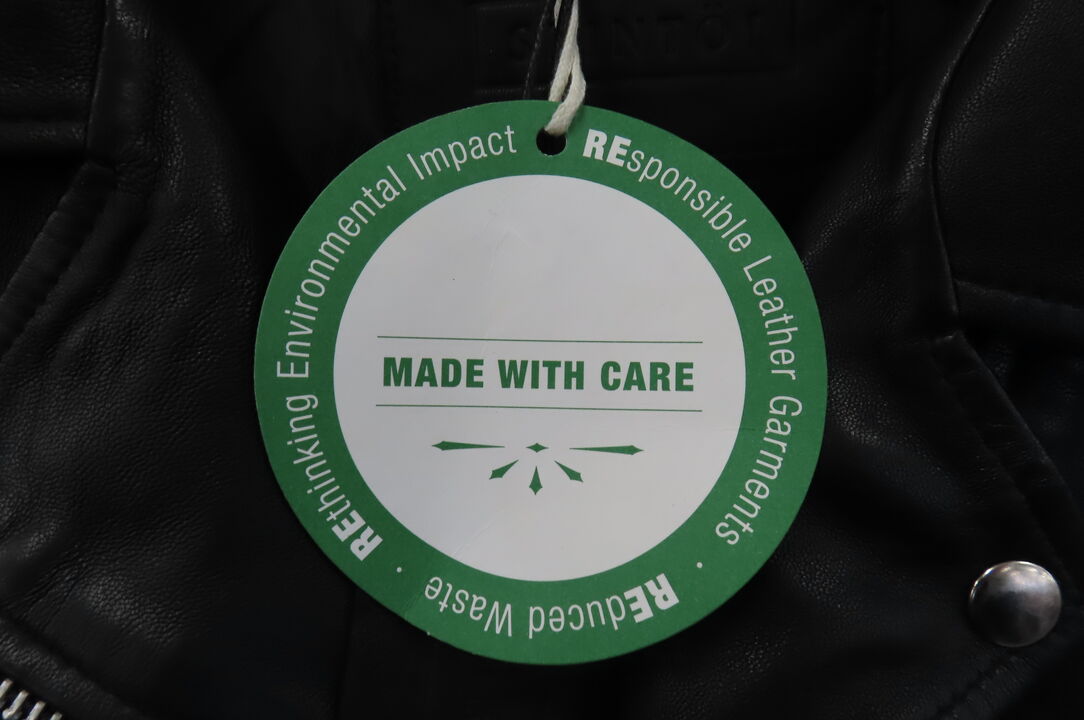 REsponsible Leather Garments
· REduced Waste ·
REthinking Environmental Impact
MADE WITH CARE